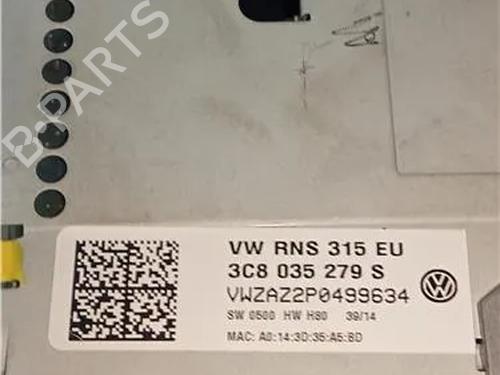 B-PARTS
VW RNS 315 EU
3C8 035 279 S
VWZAZ2P0499634
SW 0500 HW H80 39/14
MAC: A0:14:3D:35:A5:BD